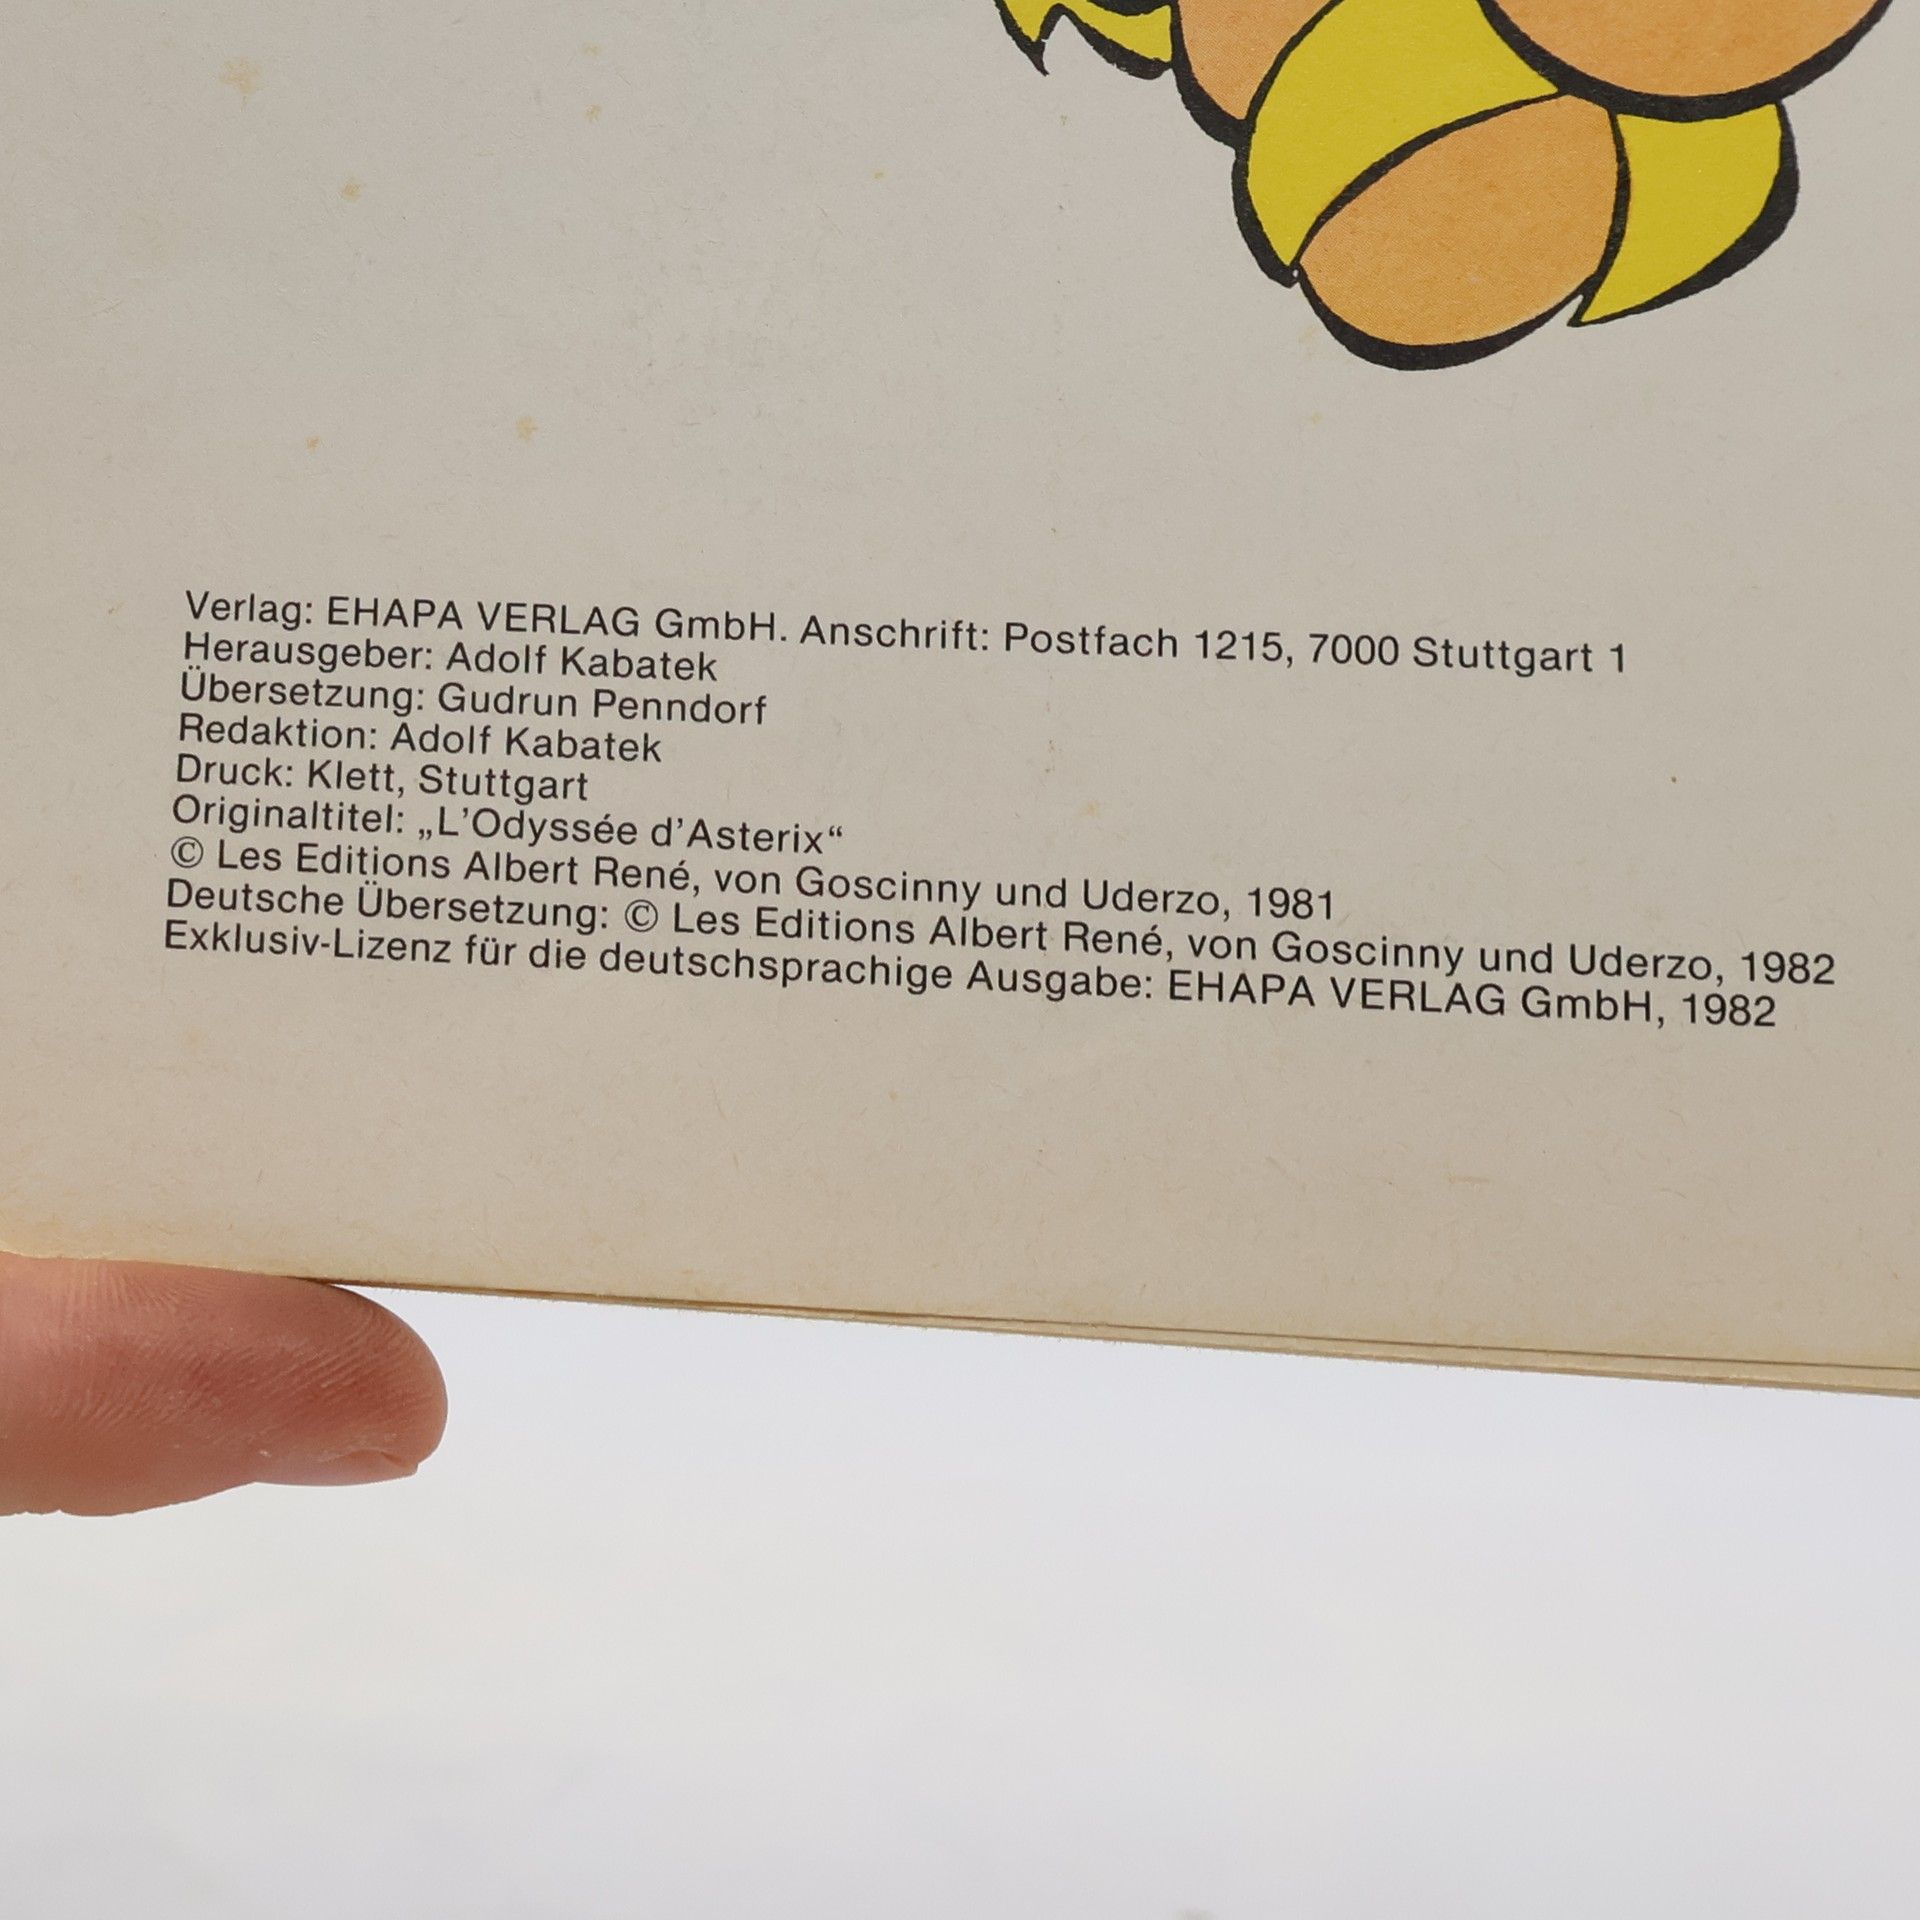 Verlag: EHAPA VERLAG GmbH. Anschrift: Postfach 1215, 7000 Stuttgart 1
Herausgeber: Adolf Kabatek
Übersetzung: Gudrun Penndorf
Redaktion: Adolf Kabatek
Druck: Klett, Stuttgart
Originaltitel: „L'Odyssée d'Asterix“
© Les Editions Albert René, von Goscinny und Uderzo, 1981
Deutsche Übersetzung: © Les Editions Albert René, von Goscinny und Uderzo, 1982
Exklusiv-Lizenz für die deutschsprachige Ausgabe: EHAPA VERLAG GmbH, 1982